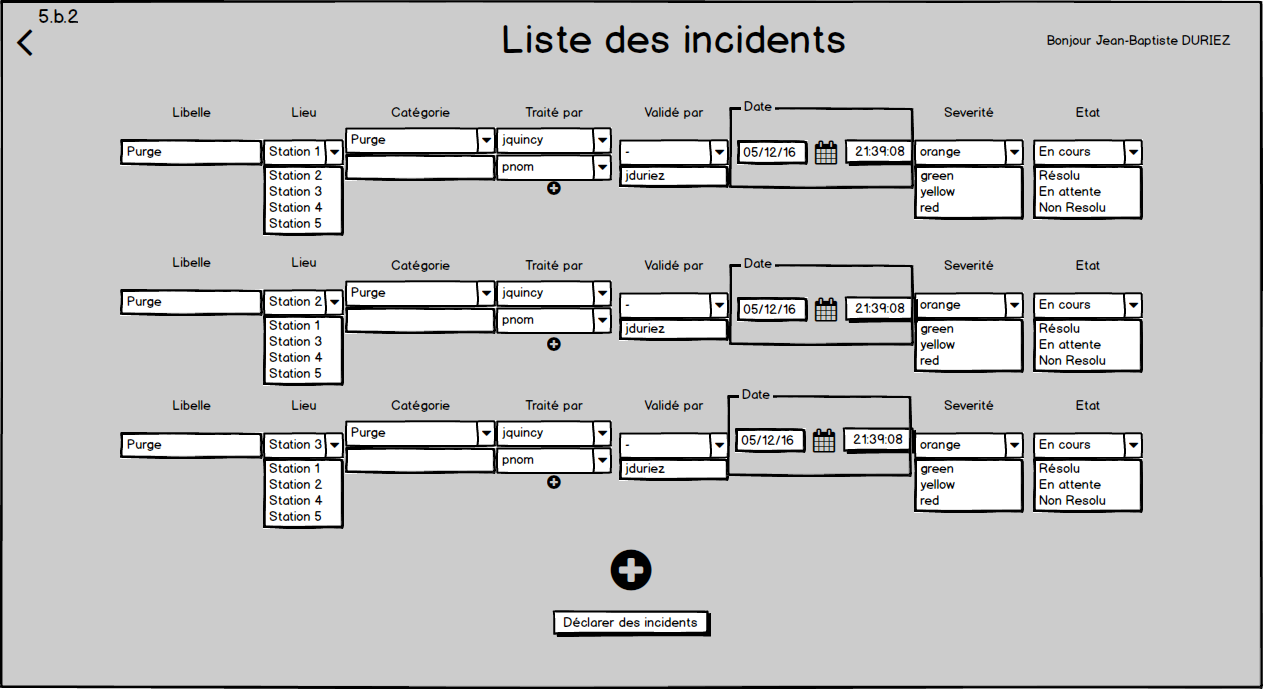 5.b.2
Liste des incidents
Bonjour Jean-Baptiste DURIEZ
Libelle Lieu Catégorie Traité par Validé par Date Severité Etat
Purge Station 1 Purge jquincy - 05/12/16 21:39:08 orange En cours
pnom
Station 2 jduriez green Résolu
Station 3 yellow En attente
Station 4 red Non Resolu
Station 5
Libelle Lieu Catégorie Traité par Validé par Date Severité Etat
Purge Station 2 Purge jquincy - 05/12/16 21:39:08 orange En cours
pnom
Station 1 jduriez green Résolu
Station 3 yellow En attente
Station 4 red Non Resolu
Station 5
Libelle Lieu Catégorie Traité par Validé par Date Severité Etat
Purge Station 3 Purge jquincy - 05/12/16 21:39:08 orange En cours
pnom
Station 1 jduriez green Résolu
Station 2 yellow En attente
Station 4 red Non Resolu
Station 5
Déclarer des incidents